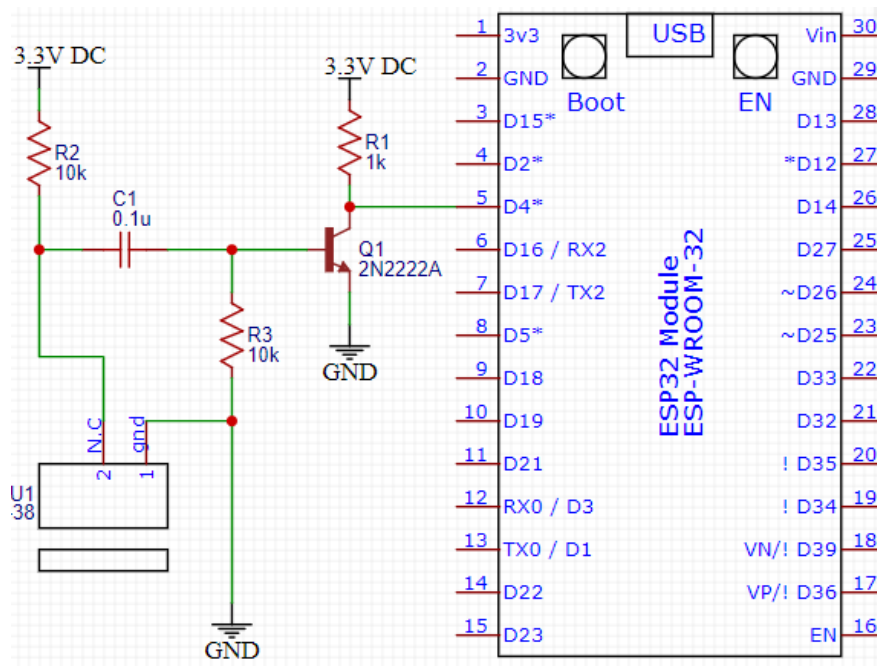 3.3V DC
R2
10k
C1
0.1u
3.3V DC
R1
1k
Q1
2N2222A
GND
R3
10k
N.C
gnd
2
1
U1
-38
GND
USB
Boot
EN
ESP32 Module
ESP-WROOM-32
1 3v3
2 GND
3 D15*
4 D2*
5 D4*
6 D16 / RX2
7 D17 / TX2
8 D5*
9 D18
10 D19
11 D21
12 RX0 / D3
13 TX0 / D1
14 D22
15 D23
Vin 30
GND 29
D13 28
*D12 27
D14 26
D27 25
~D26 24
~D25 23
D33 22
D32 21
! D35 20
! D34 19
VN/! D39 18
VP/! D36 17
EN 16